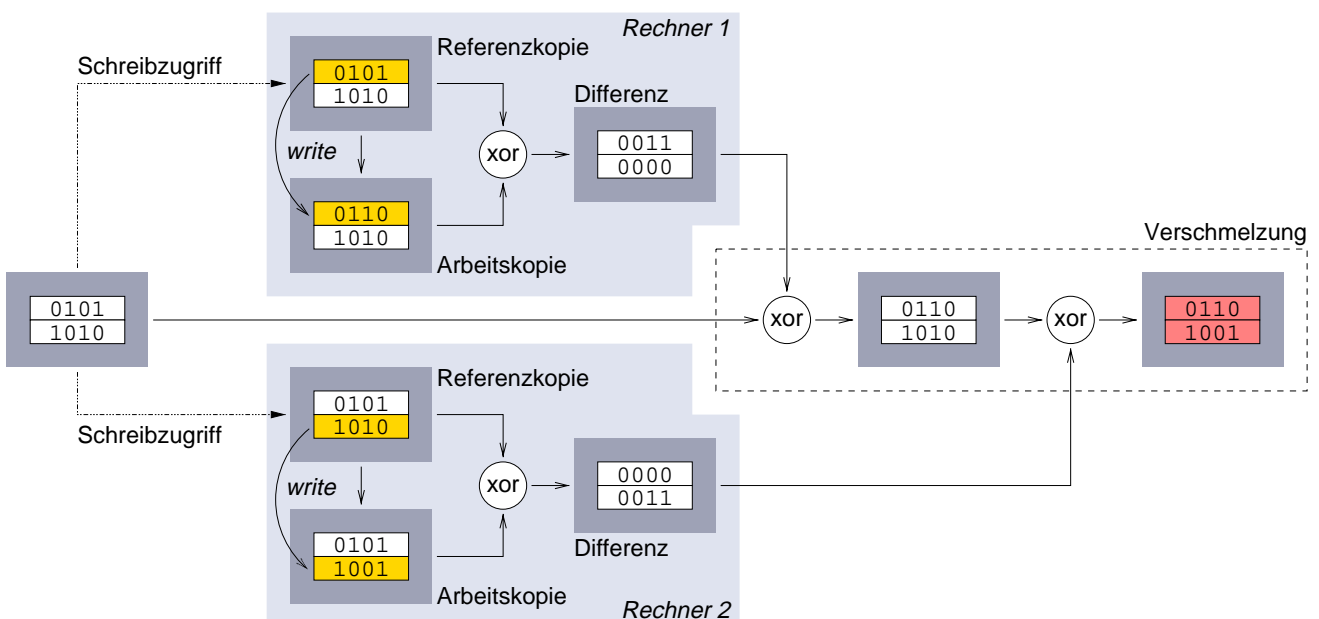 Rechner 1
Referenzkopie
Schreibzugriff
0101
1010
Differenz
write
xor
0011
0000
0110
1010
Arbeitskopie
Verschmelzung
0101
1010
xor
0110
1010
xor
0110
1001
Referenzkopie
0101
1010
Schreibzugriff
write
xor
0000
0011
0101
1001
Differenz
Arbeitskopie
Rechner 2